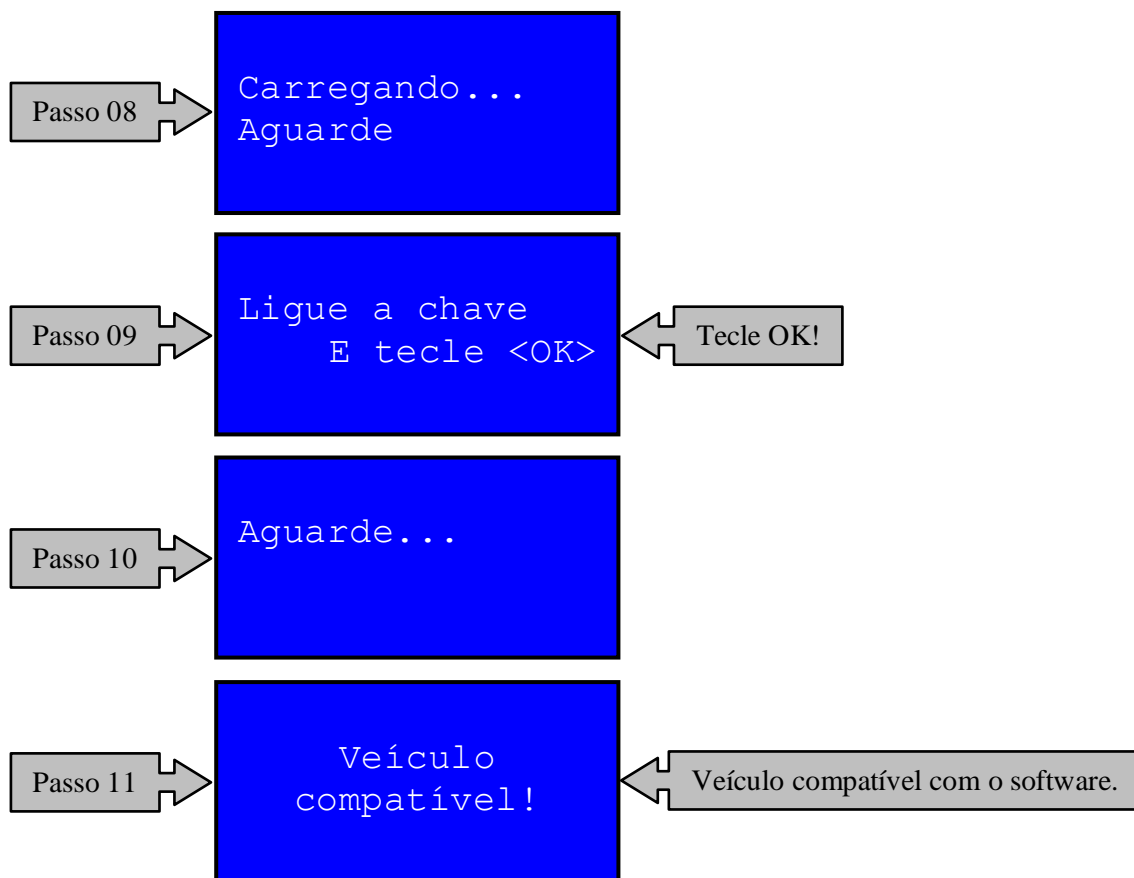 Passo 08
Carregando...
Aguarde
Passo 09
Ligue a chave
E tecle <OK>
Tecle OK!
Passo 10
Aguarde...
Passo 11
Veículo
compatível!
Veículo compatível com o software.